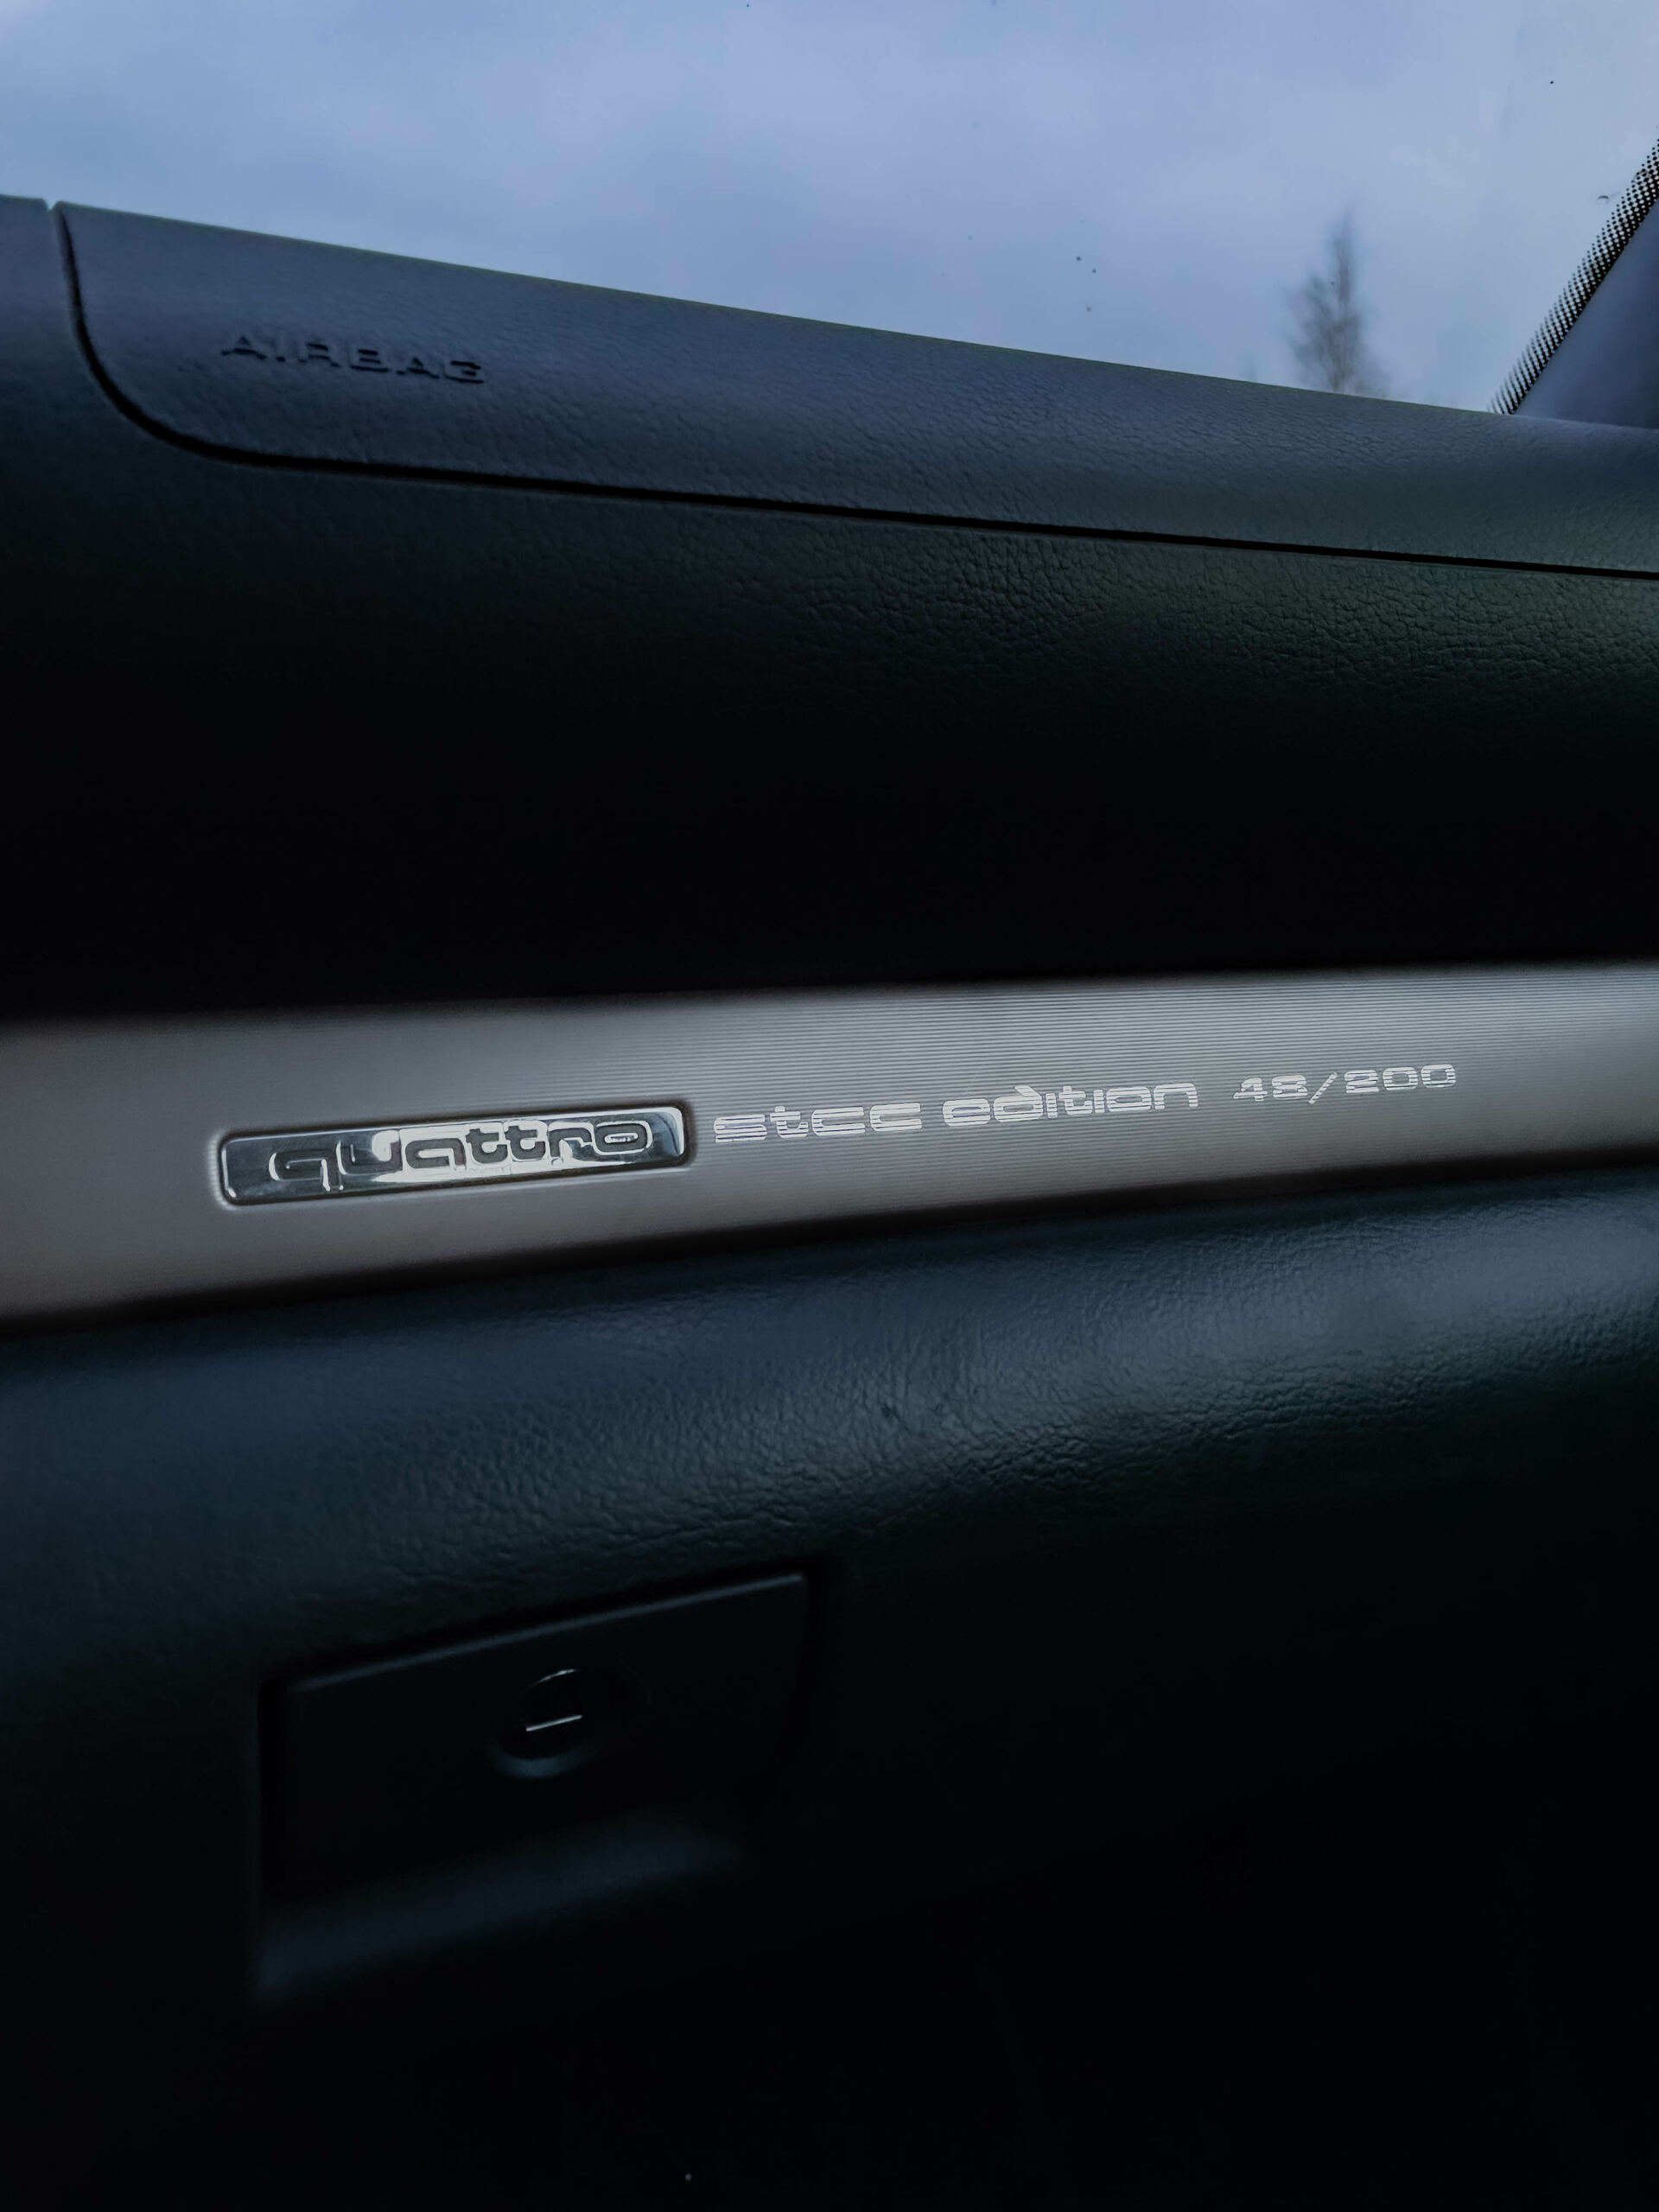 AIRBAG
quattro stcc edition 48/200